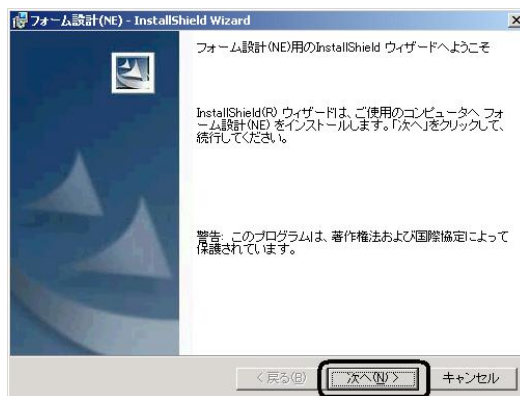 フォーム設計(NE) - InstallShield Wizard
フォーム設計(NE)用のInstallShield ウィザードへようこそ
InstallShield(R) ウィザードは、ご使用のコンピュータへ フォ
ーム設計(NE) をインストールします。「次へ」をクリックして、
続行してください。
警告: このプログラムは、著作権法および国際協定によって
保護されています。
< 戻る(B) 次へ(N) > キャンセル